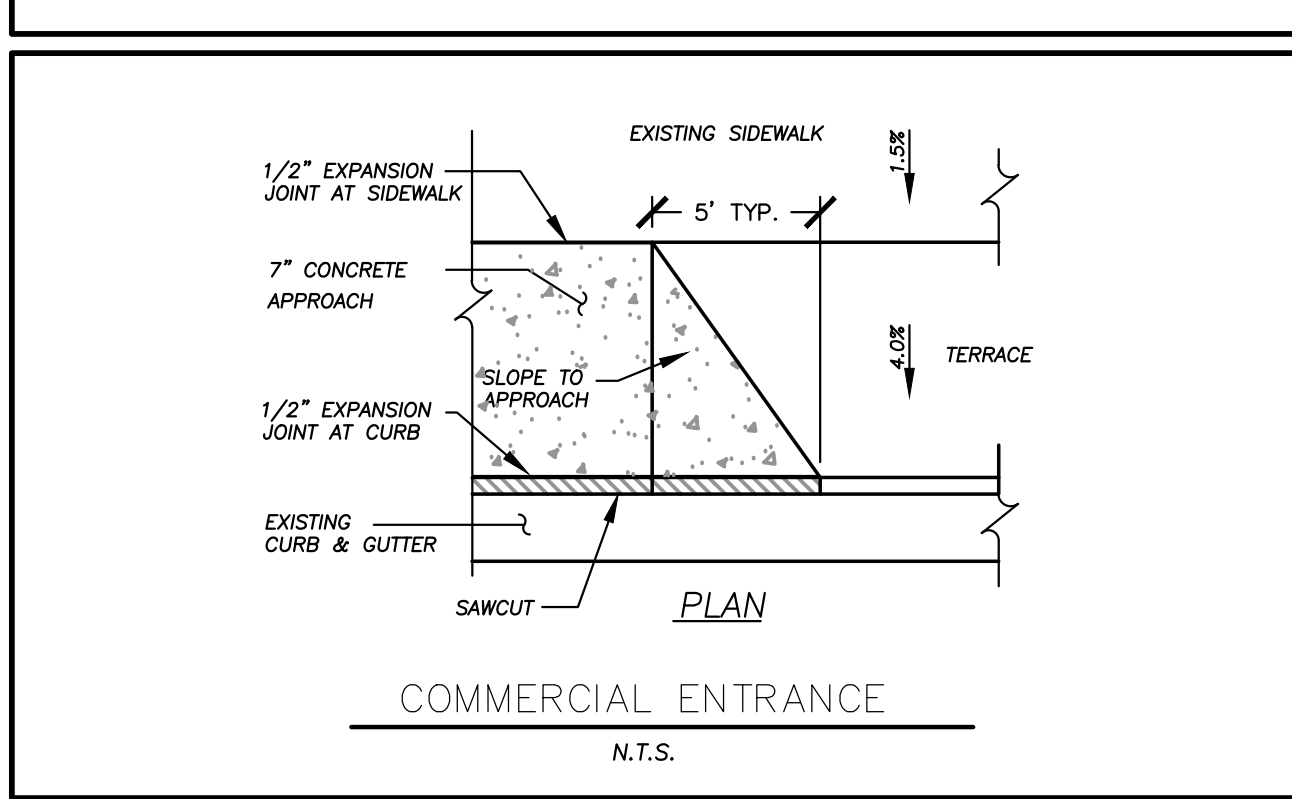 EXISTING SIDEWALK
1.5%
1/2" EXPANSION
JOINT AT SIDEWALK
5' TYP.
7" CONCRETE
APPROACH
4.0%
TERRACE
SLOPE TO
APPROACH
1/2" EXPANSION
JOINT AT CURB
EXISTING
CURB & GUTTER
SAWCUT
PLAN
COMMERCIAL ENTRANCE
N.T.S.